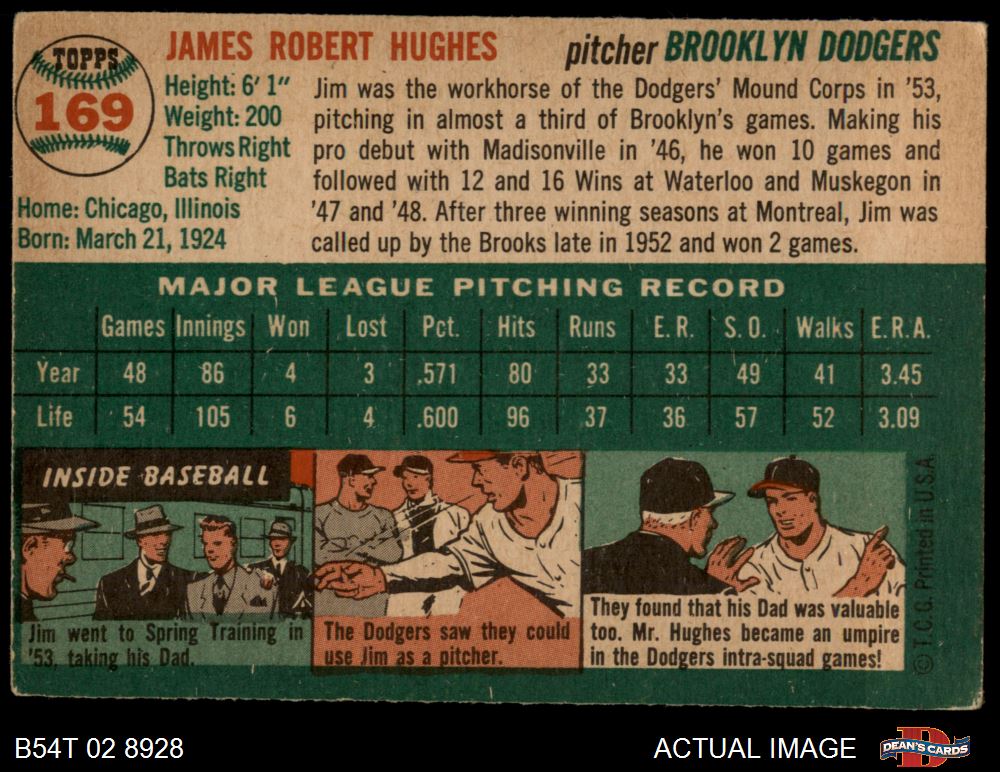 TOPPS
169
JAMES ROBERT HUGHES
pitcher BROOKLYN DODGERS
Height: 6' 1"
Weight: 200
Throws Right
Bats Right
Home: Chicago, Illinois
Born: March 21, 1924
Jim was the workhorse of the Dodgers' Mound Corps in '53,
pitching in almost a third of Brooklyn's games. Making his
pro debut with Madisonville in '46, he won 10 games and
followed with 12 and 16 Wins at Waterloo and Muskegon in
'47 and '48. After three winning seasons at Montreal, Jim was
called up by the Brooks late in 1952 and won 2 games.
MAJOR LEAGUE PITCHING RECORD
Games Innings Won Lost Pct. Hits Runs E. R. S. O. Walks E.R.A.
Year 48 86 4 3 .571 80 33 33 49 41 3.45
Life 54 105 6 4 .600 96 37 36 57 52 3.09
INSIDE BASEBALL
Jim went to Spring Training in
'53, taking his Dad.
The Dodgers saw they could
use Jim as a pitcher.
They found that his Dad was valuable
too. Mr. Hughes became an umpire
in the Dodgers intra-squad games!
© T.C.G. Printed in U.S.A.
B54T 02 8928
ACTUAL IMAGE
D
DEAN'S CARDS